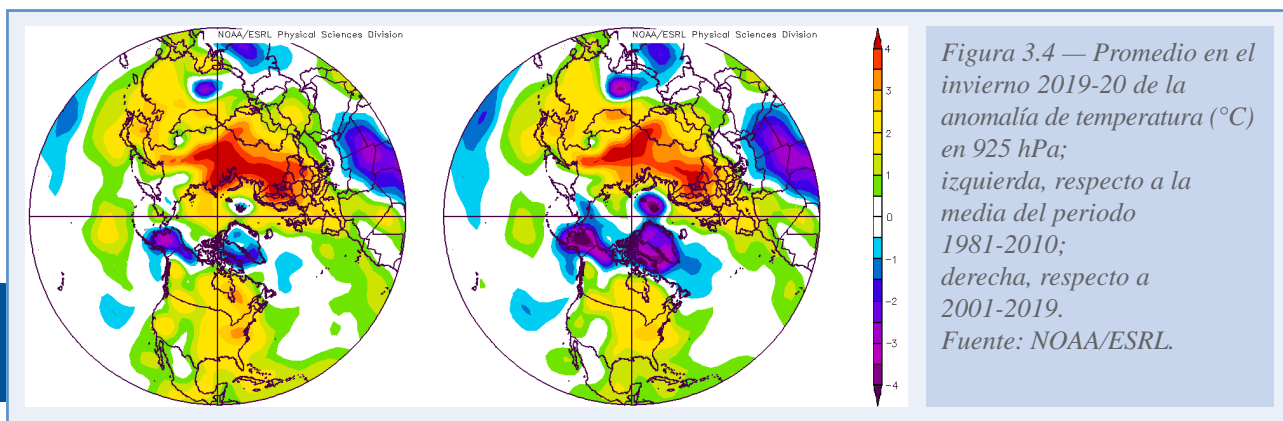 NOAA/ESRL Physical Sciences Division
NOAA/ESRL Physical Sciences Division
4
3
2
1
0
-1
-2
-3
-4
Figura 3.4 — Promedio en el
invierno 2019-20 de la
anomalía de temperatura (°C)
en 925 hPa;
izquierda, respecto a la
media del periodo
1981-2010;
derecha, respecto a
2001-2019.
Fuente: NOAA/ESRL.